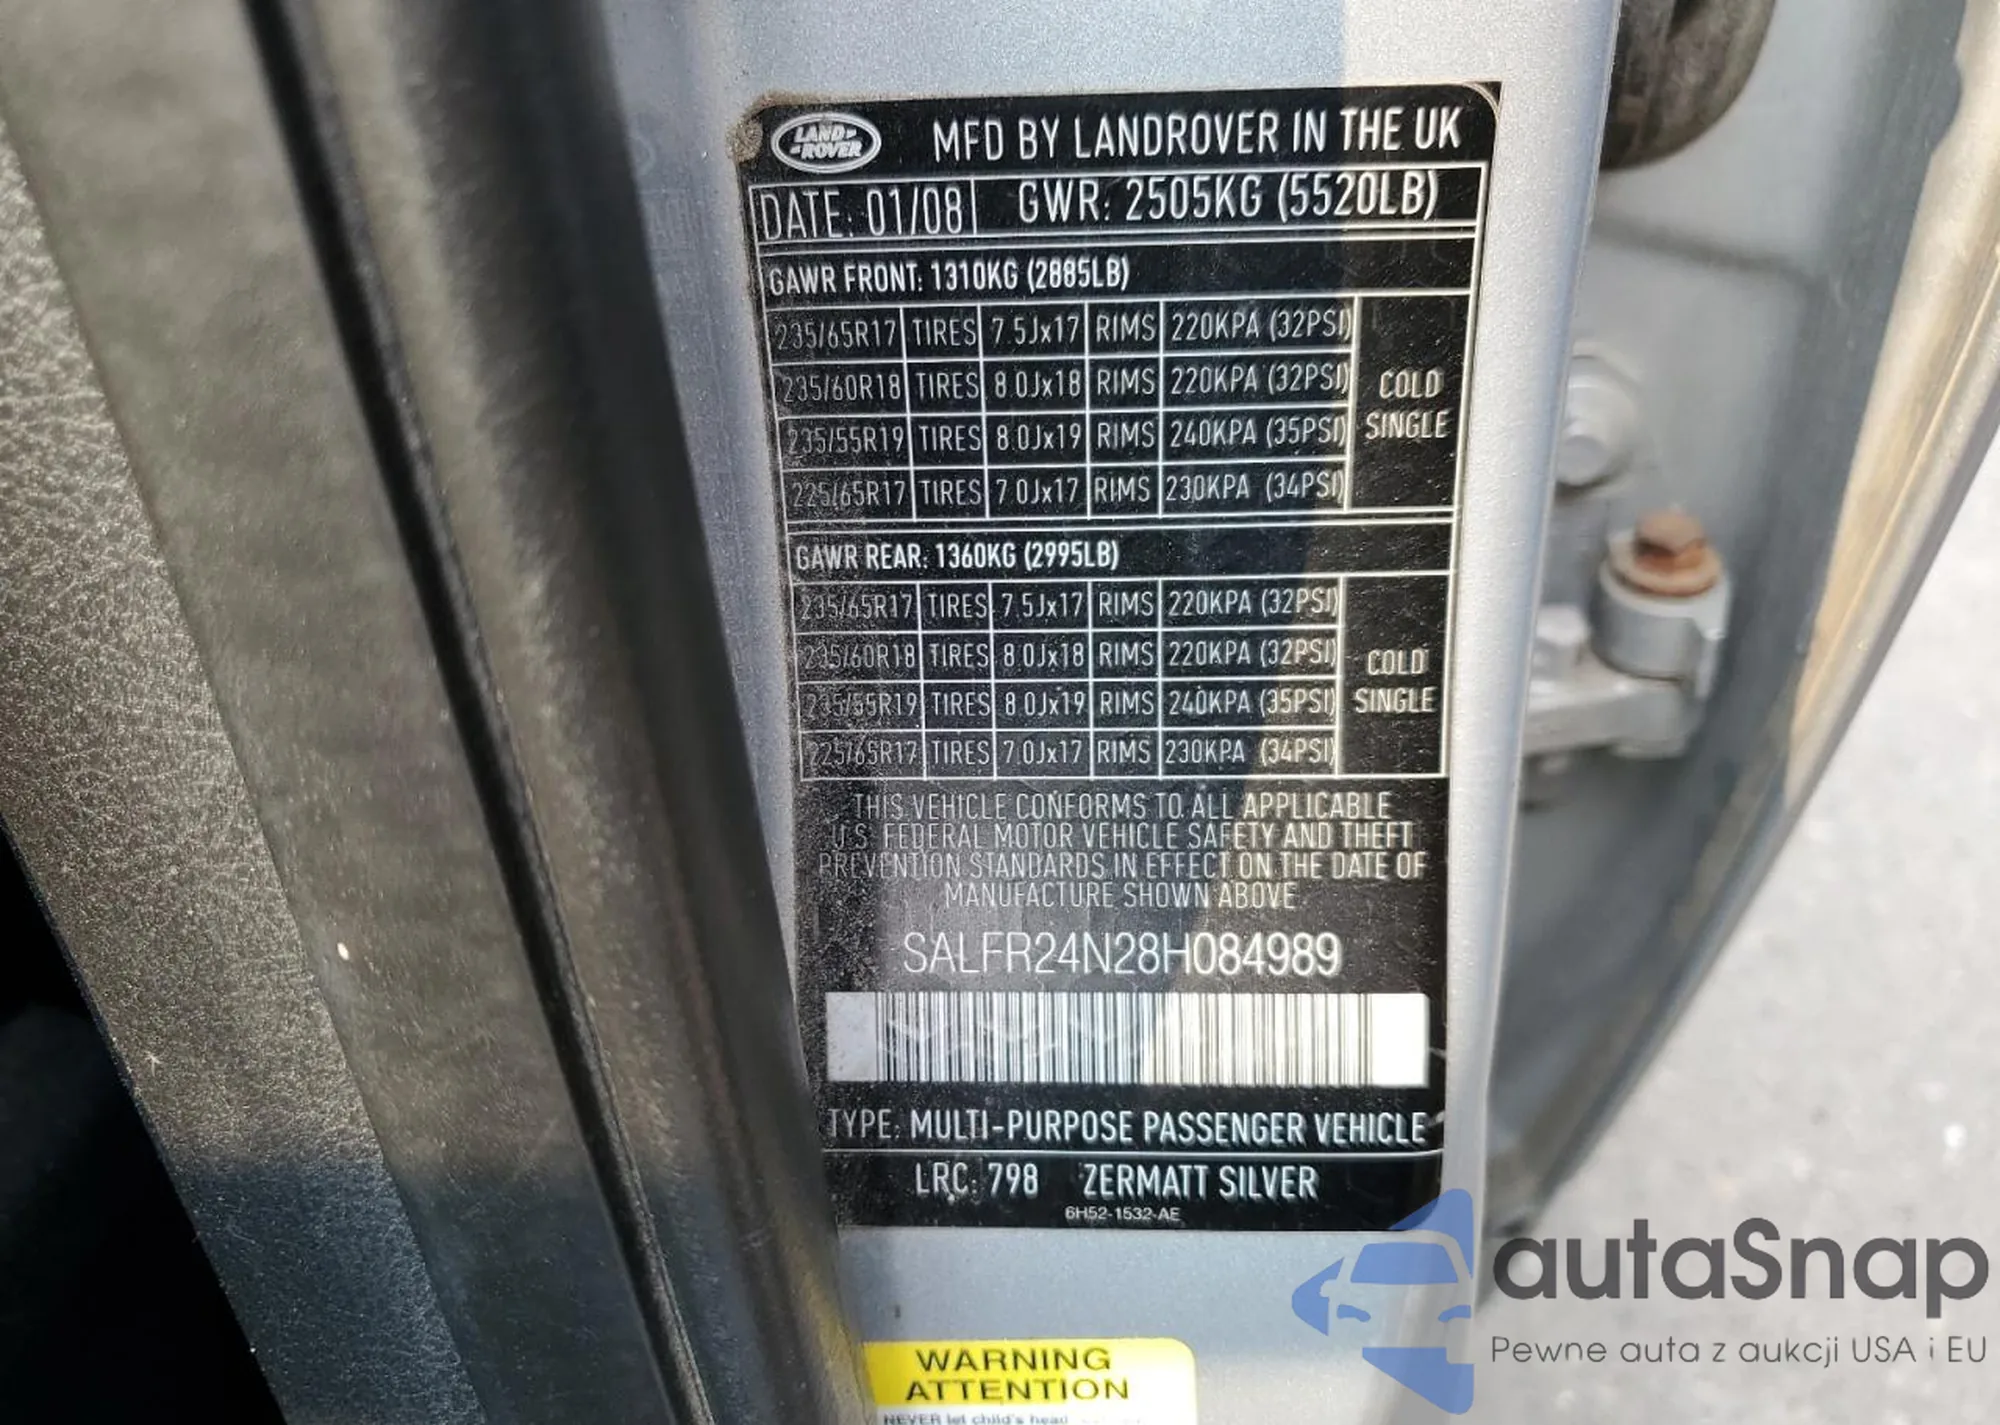 LAND-
-ROVER
MFD BY LANDROVER IN THE UK
DATE: 01/08 GWR: 2505KG (5520LB)
GAWR FRONT: 1310KG (2885LB)
235/65R17 TIRES 7.5Jx17 RIMS 220KPA (32PSI)
235/60R18 TIRES 8.0Jx18 RIMS 220KPA (32PSI)
235/55R19 TIRES 8.0Jx19 RIMS 240KPA (35PSI)
225/65R17 TIRES 7.0Jx17 RIMS 230KPA (34PSI)
COLD
SINGLE
GAWR REAR: 1360KG (2995LB)
235/65R17 TIRES 7.5Jx17 RIMS 220KPA (32PSI)
235/60R18 TIRES 8.0Jx18 RIMS 220KPA (32PSI)
235/55R19 TIRES 8.0Jx19 RIMS 240KPA (35PSI)
225/65R17 TIRES 7.0Jx17 RIMS 230KPA (34PSI)
COLD
SINGLE
THIS VEHICLE CONFORMS TO ALL APPLICABLE
U.S. FEDERAL MOTOR VEHICLE SAFETY AND THEFT
PREVENTION STANDARDS IN EFFECT ON THE DATE OF
MANUFACTURE SHOWN ABOVE
SALFR24N28H084989
TYPE: MULTI-PURPOSE PASSENGER VEHICLE
LRC: 798 ZERMATT SILVER
6H52-1532-AE
WARNING
ATTENTION
NEVER let child's head
autaSnap
Pewne auta z aukcji USA i EU